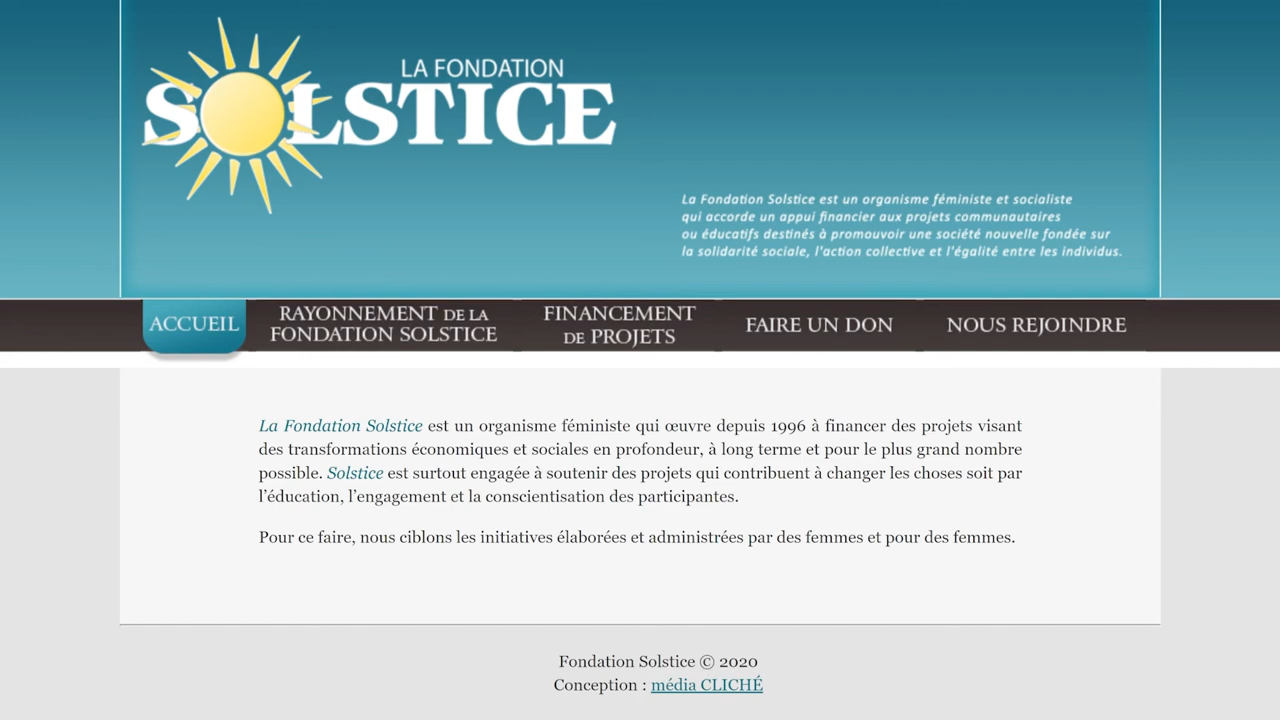 LA FONDATION
SOLSTICE
La Fondation Solstice est un organisme féministe et socialiste
qui accorde un appui financier aux projets communautaires
ou éducatifs destinés à promouvoir une société nouvelle fondée sur
la solidarité sociale, l'action collective et l'égalité entre les individus.
ACCUEIL
RAYONNEMENT DE LA
FONDATION SOLSTICE
FINANCEMENT
DE PROJETS
FAIRE UN DON
NOUS REJOINDRE
La Fondation Solstice est un organisme féministe qui œuvre depuis 1996 à financer des projets visant
des transformations économiques et sociales en profondeur, à long terme et pour le plus grand nombre
possible. Solstice est surtout engagée à soutenir des projets qui contribuent à changer les choses soit par
l’éducation, l’engagement et la conscientisation des participantes.
Pour ce faire, nous ciblons les initiatives élaborées et administrées par des femmes et pour des femmes.
Fondation Solstice © 2020
Conception : média CLICHÉ